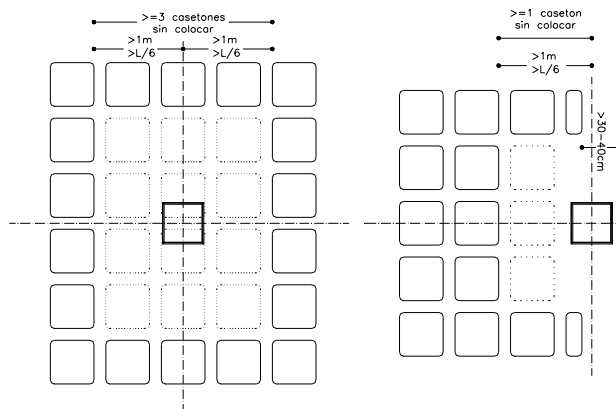 >=3 casetones
sin colocar
>1m
>L/6
>1m
>L/6
>=1 caseton
sin colocar
>1m
>L/6
>30-40cm